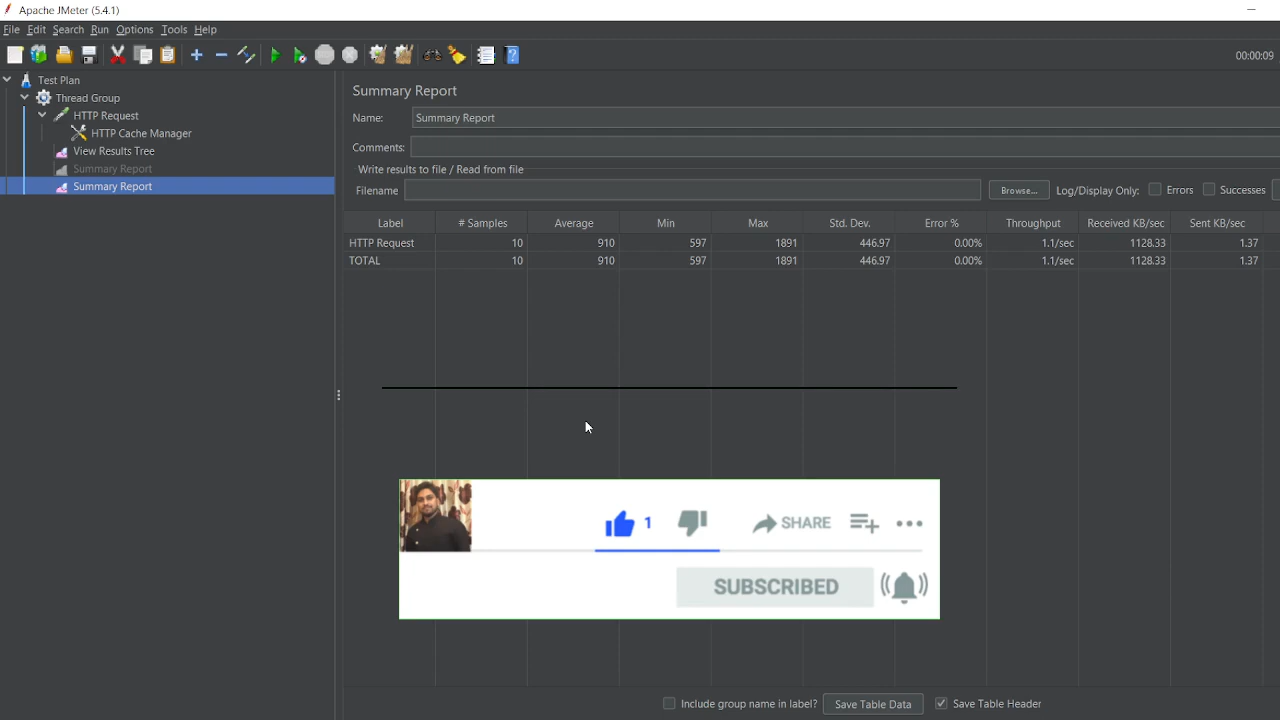 Apache JMeter (5.4.1)
File Edit Search Run Options Tools Help
00:00:09
Test Plan
Thread Group
HTTP Request
HTTP Cache Manager
View Results Tree
Summary Report
Summary Report
Summary Report
Name: Summary Report
Comments:
Write results to file / Read from file
Filename Browse... Log/Display Only: Errors Successes
Label # Samples Average Min Max Std. Dev. Error % Throughput Received KB/sec Sent KB/sec
HTTP Request 10 910 597 1891 446.97 0.00% 1.1/sec 1128.33 1.37
TOTAL 10 910 597 1891 446.97 0.00% 1.1/sec 1128.33 1.37
1 SHARE
SUBSCRIBED
Include group name in label? Save Table Data Save Table Header